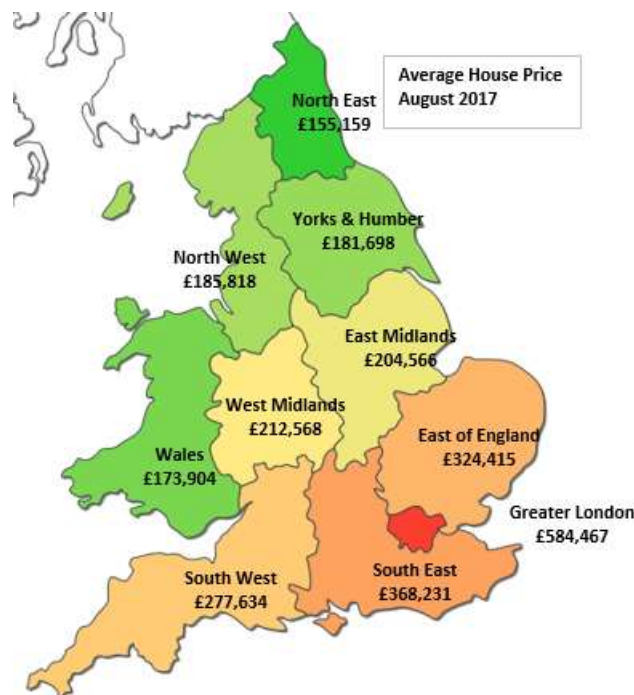 Average House Price
August 2017
North East
£155,159
Yorks & Humber
£181,698
North West
£185,818
East Midlands
£204,566
West Midlands
£212,568
East of England
£324,415
Wales
£173,904
Greater London
£584,467
South West
£277,634
South East
£368,231